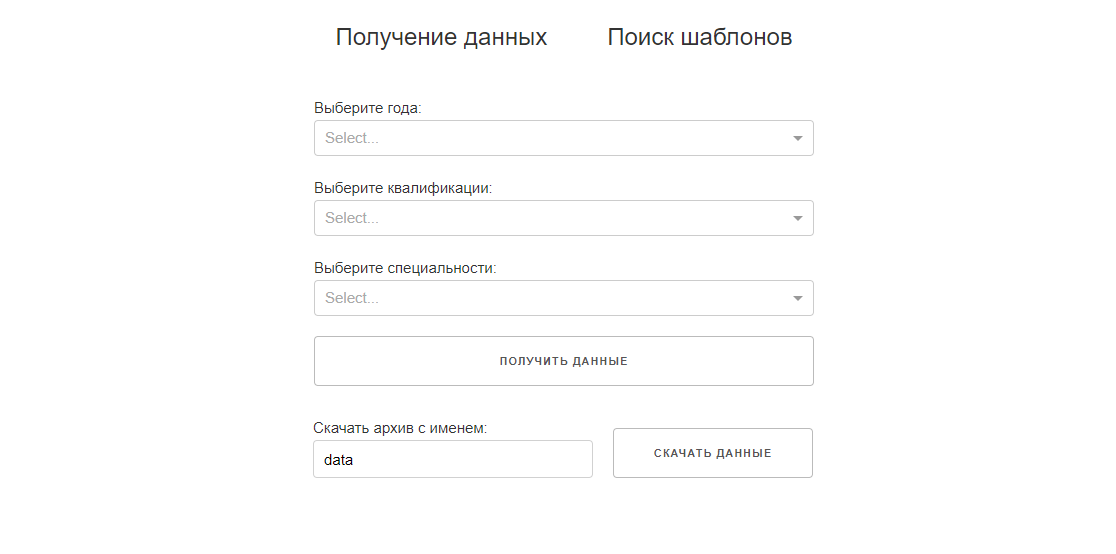 Получение данных Поиск шаблонов
Выберите года:
Select...
Выберите квалификации:
Select...
Выберите специальности:
Select...
ПОЛУЧИТЬ ДАННЫЕ
Скачать архив с именем:
data
СКАЧАТЬ ДАННЫЕ